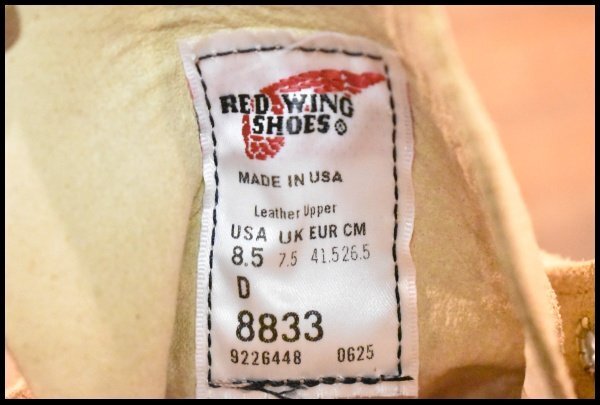 RED WING
SHOES®
MADE IN USA
Leather Upper
USA UK EUR CM
8.5 7.5 41.5 26.5
D
8833
9226448 0625